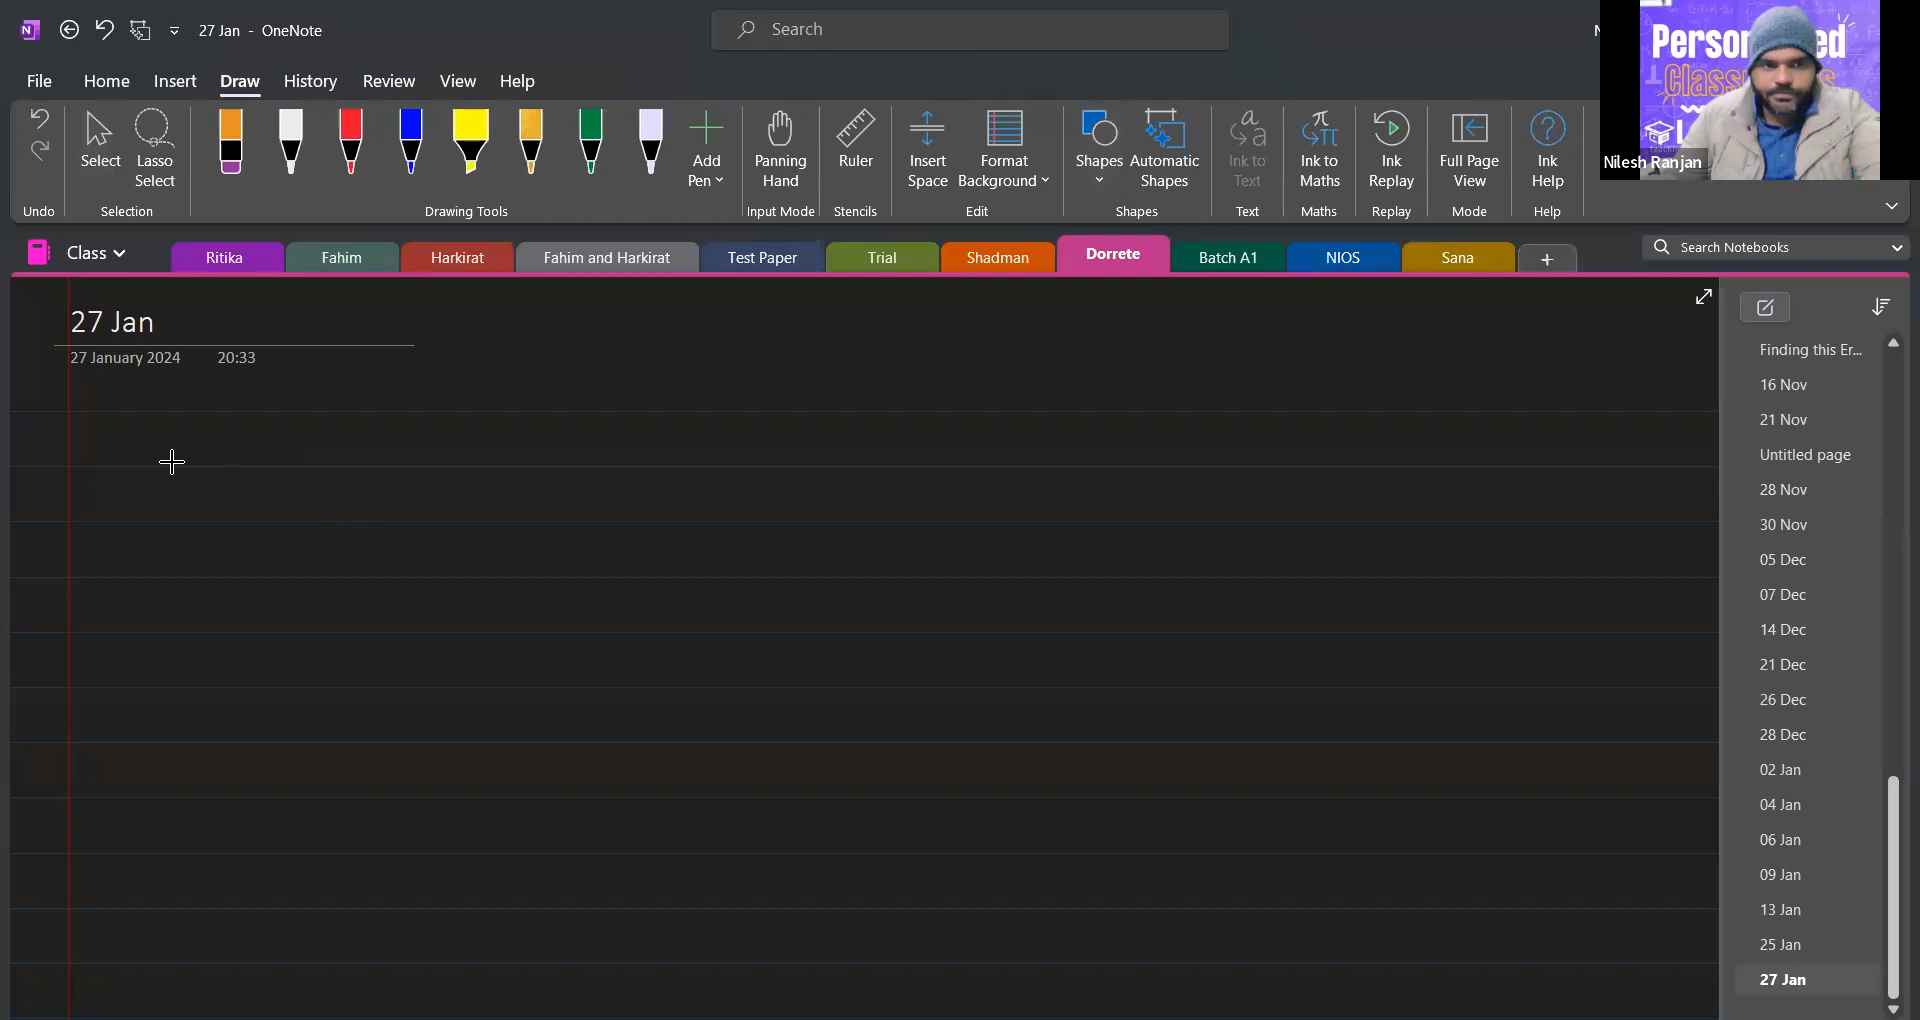 27 Jan - OneNote
Search
File Home Insert Draw History Review View Help
Select
Lasso Select
Add Pen
Panning Hand
Ruler
Insert Space
Format Background
Shapes
Automatic Shapes
Ink to Text
Ink to Maths
Ink Replay
Full Page View
Ink Help
Undo Selection Drawing Tools Input Mode Stencils Edit Shapes Text Maths Replay Mode Help
Nilesh Ranjan
Class Ritika Fahim Harkirat Fahim and Harkirat Test Paper Trial Shadman Dorrete Batch A1 NIOS Sana +
Search Notebooks
27 Jan
27 January 2024 20:33
Finding this Er...
16 Nov
21 Nov
Untitled page
28 Nov
30 Nov
05 Dec
07 Dec
14 Dec
21 Dec
26 Dec
28 Dec
02 Jan
04 Jan
06 Jan
09 Jan
13 Jan
25 Jan
27 Jan